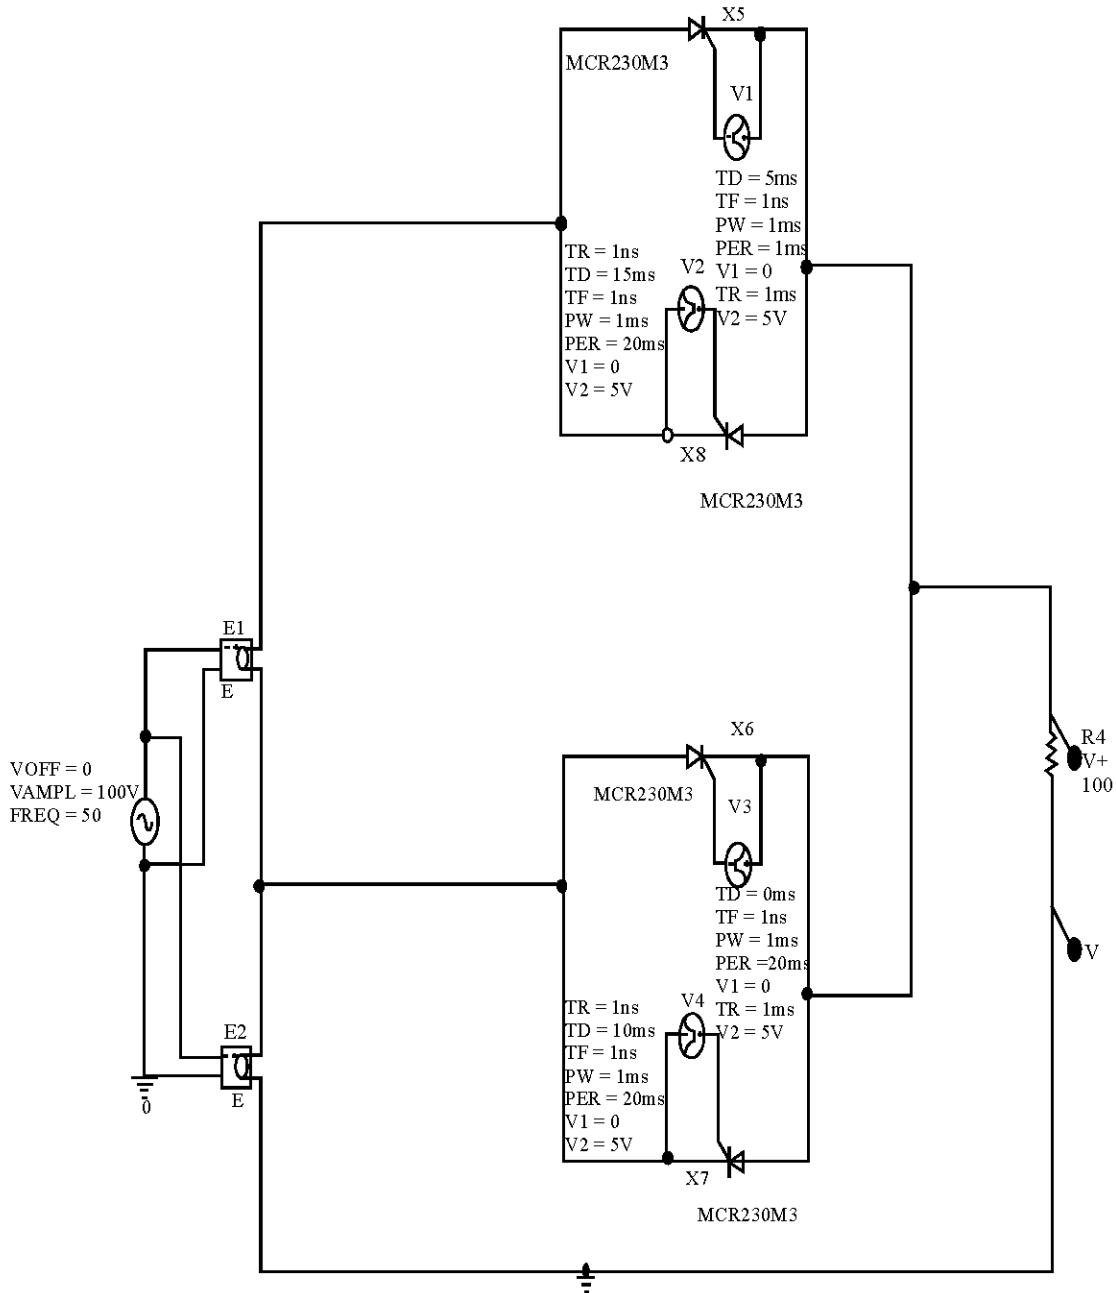 X5
MCR230M3
V1
TD = 5ms
TF = 1ns
PW = 1ms
PER = 1ms
V1 = 0
TR = 1ms
V2 = 5V
V2
TR = 1ns
TD = 15ms
TF = 1ns
PW = 1ms
PER = 20ms
V1 = 0
V2 = 5V
X8
MCR230M3
E1
E
VOFF = 0
VAMPL = 100V
FREQ = 50
X6
MCR230M3
V3
R4
V+
100
TD = 0ms
TF = 1ns
PW = 1ms
PER =20ms
V1 = 0
TR = 1ms
V2 = 5V
V
V4
TR = 1ns
TD = 10ms
TF = 1ns
PW = 1ms
PER = 20ms
V1 = 0
V2 = 5V
E2
E
0
X7
MCR230M3